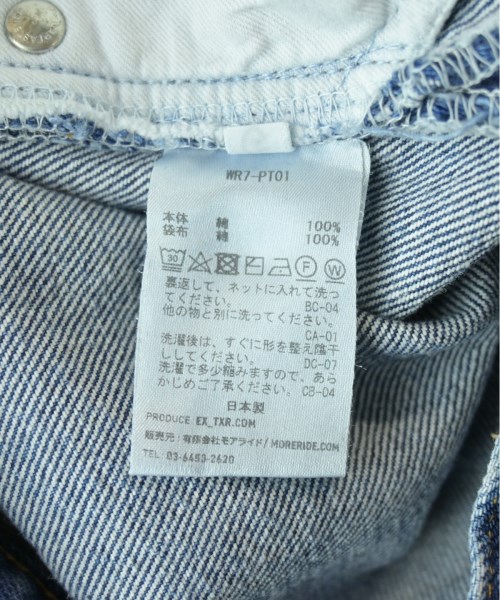 WR7-PT01
本体 綿 100%
袋布 綿 100%
30 F W
裏返して、ネットに入れて洗っ
てください。 BC-04
他の物と別に洗ってください。
CA-01
洗濯後は、すぐに形を整え陰干
ししてください。 DC-07
洗濯で多少縮みますので、あら
かじめご了承ください。 CB-04
日本製
PRODUCE EX_TXR.CO.,LTD.
販売元:有限会社モアライド/MORERIDE.COM
TEL 03-6450-2620